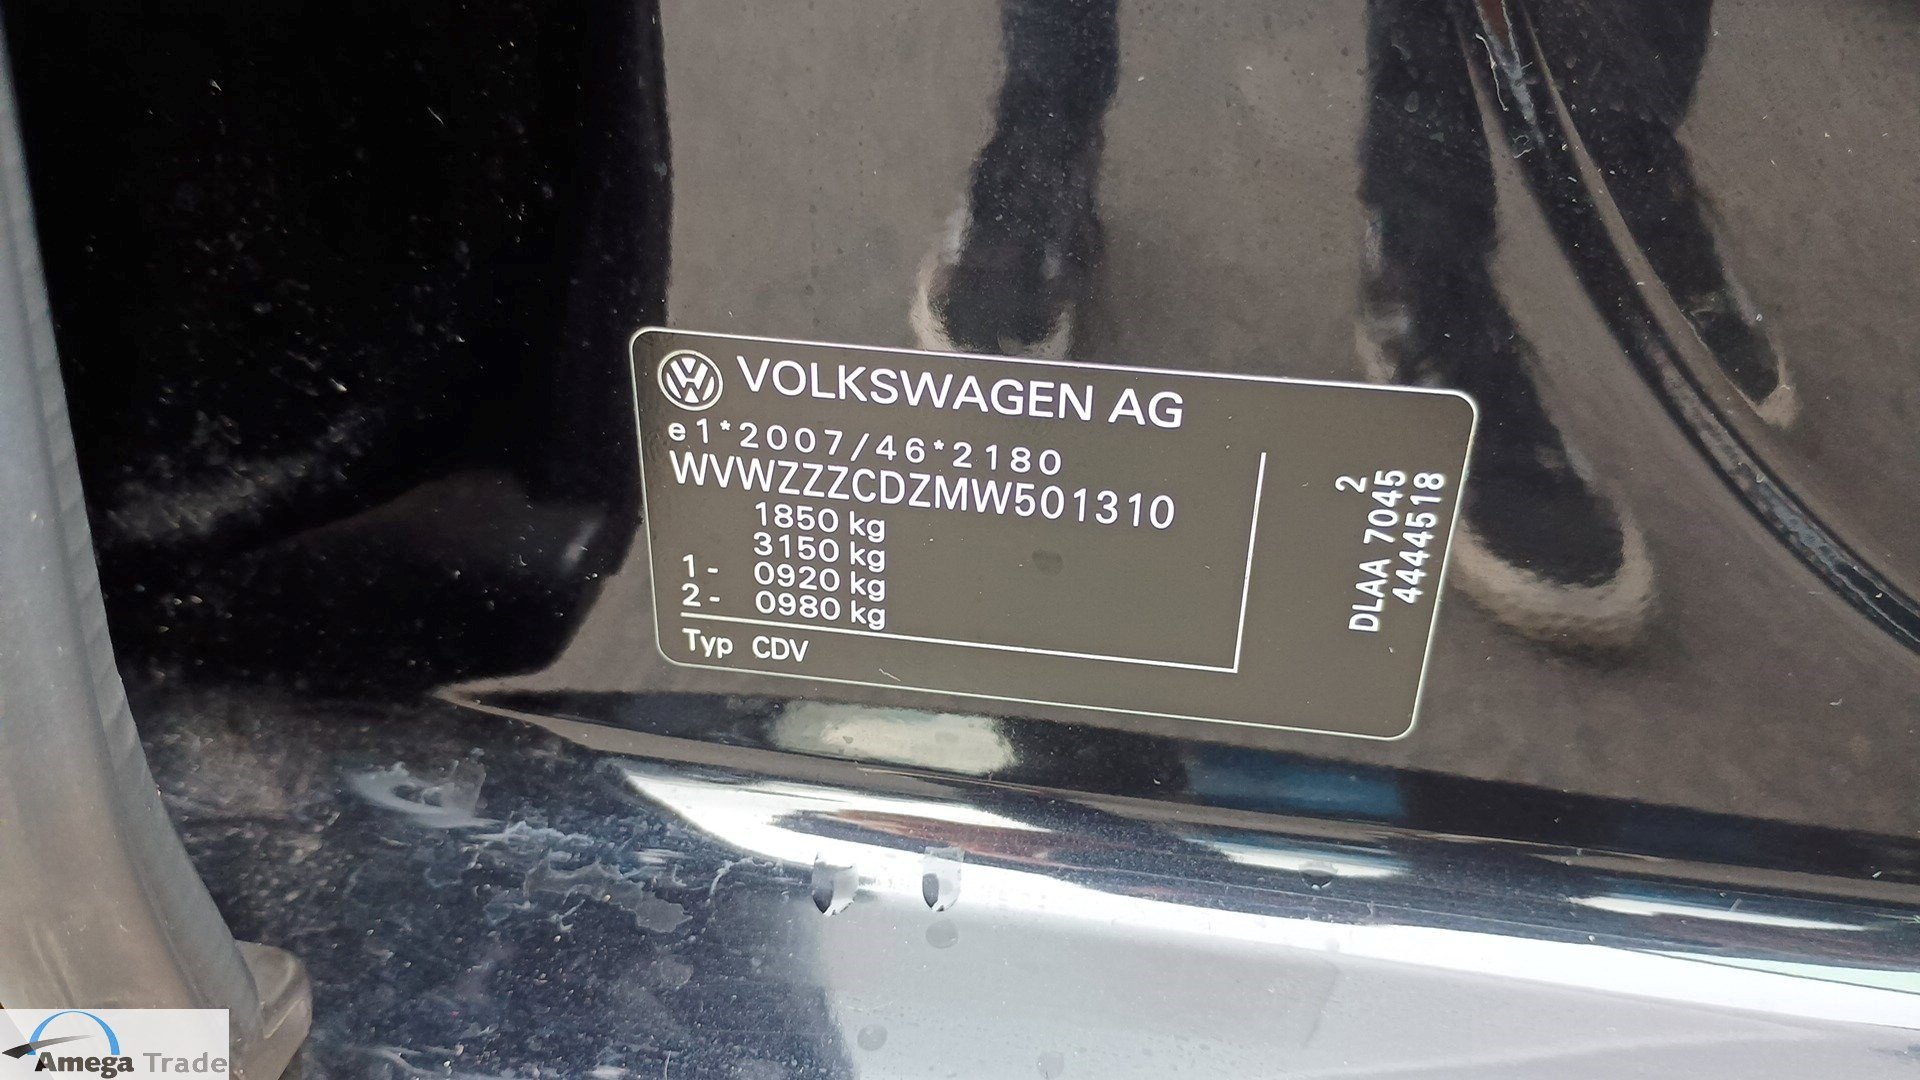 VOLKSWAGEN AG
e1*2007/46*2180
WVWZZZCDZMW501310
1850 kg
3150 kg
1- 0920 kg
2- 0980 kg
Typ CDV
2
DLAA 7045
4444518
Amega Trade